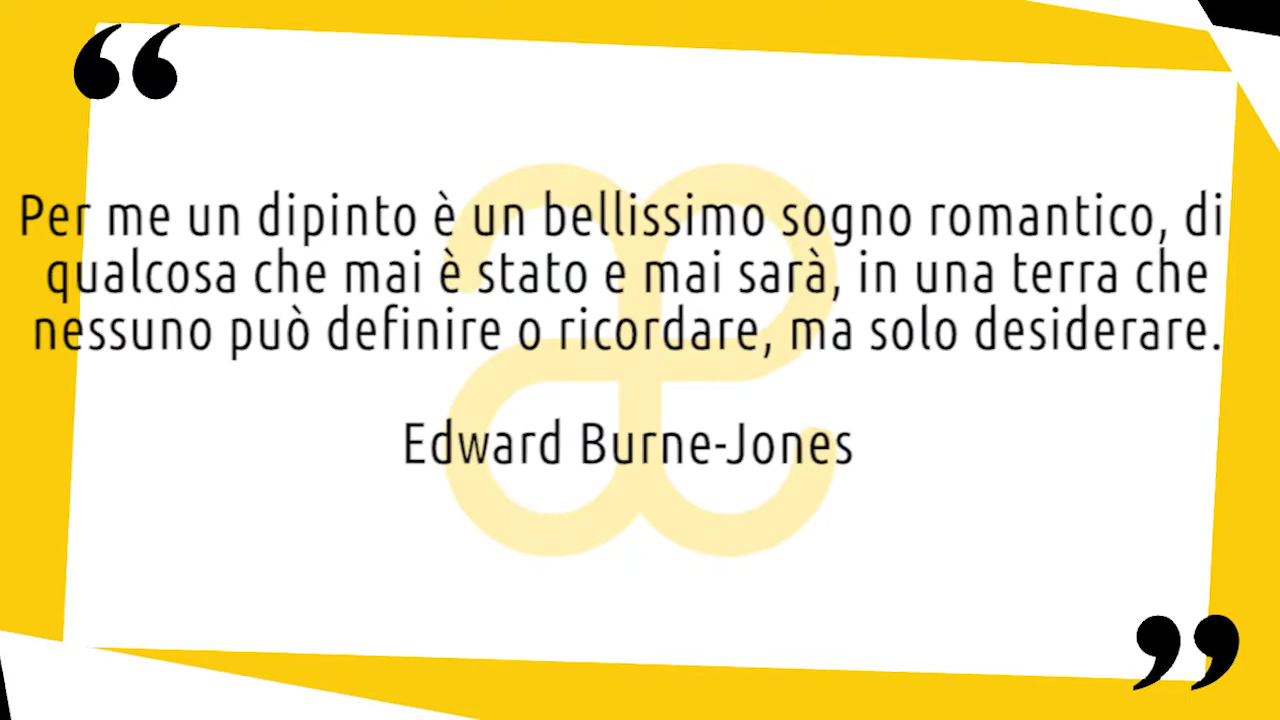 “
Per me un dipinto è un bellissimo sogno romantico, di
qualcosa che mai è stato e mai sarà, in una terra che
nessuno può definire o ricordare, ma solo desiderare.
Edward Burne-Jones
”